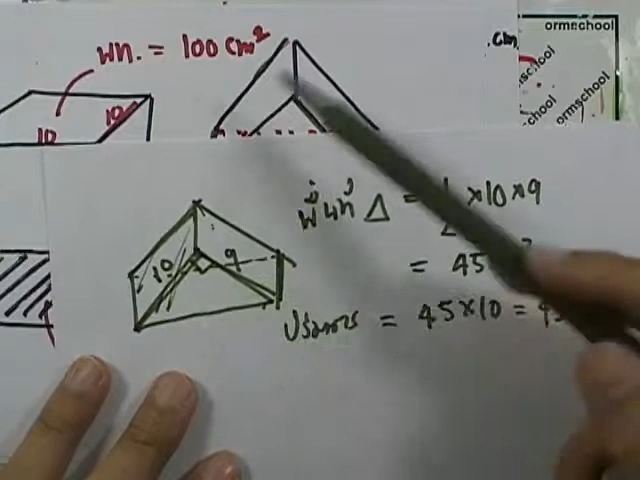 พท. = 100 cm²
.cm
ormschool
ormschool
ormschool
10
10
พื้นที่ Δ = ×10×9
10
9
= 45
ปริมาตร = 45×10 =